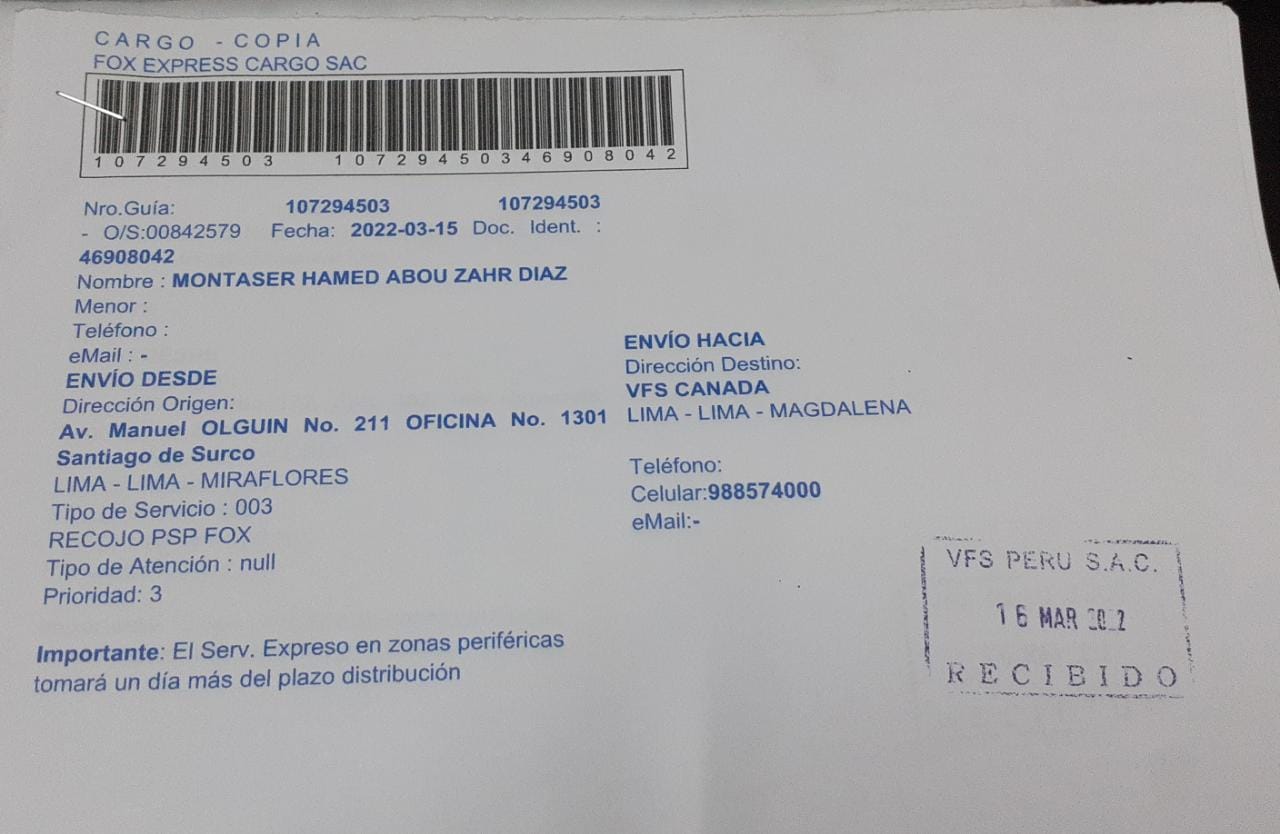 CARGO - COPIA
FOX EXPRESS CARGO SAC
107294503 10729450346908042
Nro.Guía: 107294503 107294503
- O/S:00842579 Fecha: 2022-03-15 Doc. Ident. :
46908042
Nombre : MONTASER HAMED ABOU ZAHR DIAZ
Menor :
Teléfono :
eMail : -
ENVÍO DESDE
Dirección Origen:
Av. Manuel OLGUIN No. 211 OFICINA No. 1301
Santiago de Surco
LIMA - LIMA - MIRAFLORES
Tipo de Servicio : 003
RECOJO PSP FOX
Tipo de Atención : null
Prioridad: 3
ENVÍO HACIA
Dirección Destino:
VFS CANADA
LIMA - LIMA - MAGDALENA
Teléfono:
Celular:988574000
eMail:-
Importante: El Serv. Expreso en zonas periféricas
tomará un día más del plazo distribución
VFS PERU S.A.C.
16 MAR 2022
RECIBIDO